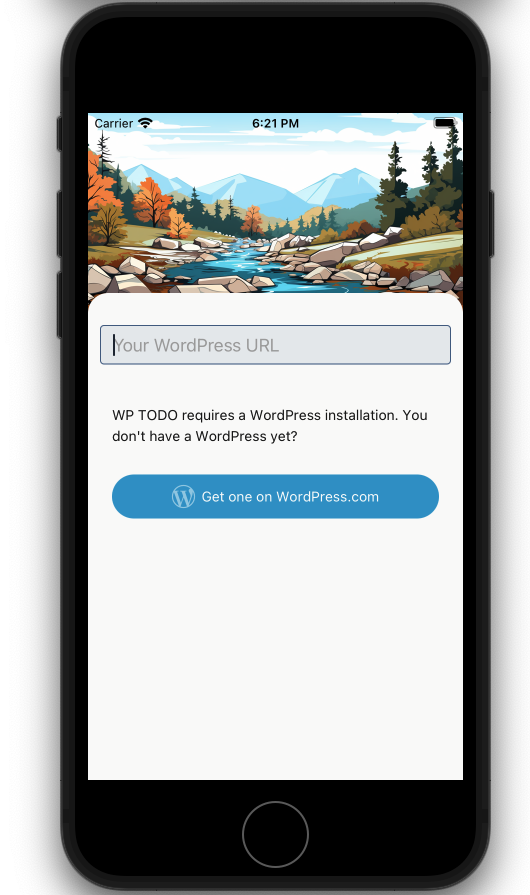 Carrier 6:21 PM
Your WordPress URL
WP TODO requires a WordPress installation. You
don't have a WordPress yet?
Get one on WordPress.com